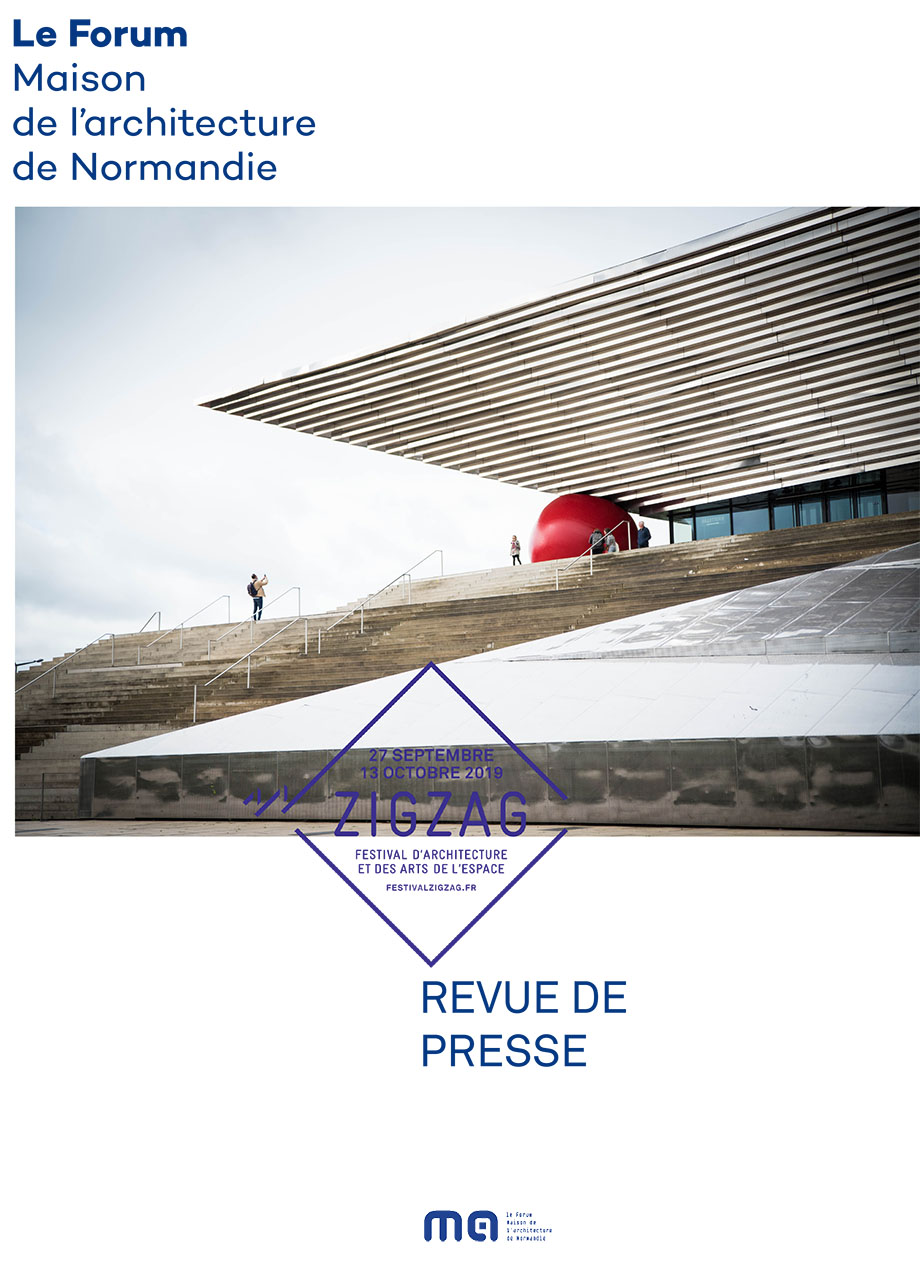 Le Forum
Maison
de l'architecture
de Normandie
27 SEPTEMBRE
13 OCTOBRE 2019
ZIGZAG
FESTIVAL D'ARCHITECTURE
ET DES ARTS DE L'ESPACE
FESTIVALZIGZAG.FR
REVUE DE
PRESSE
ma
le Forum
Maison de
l'architecture
de Normandie